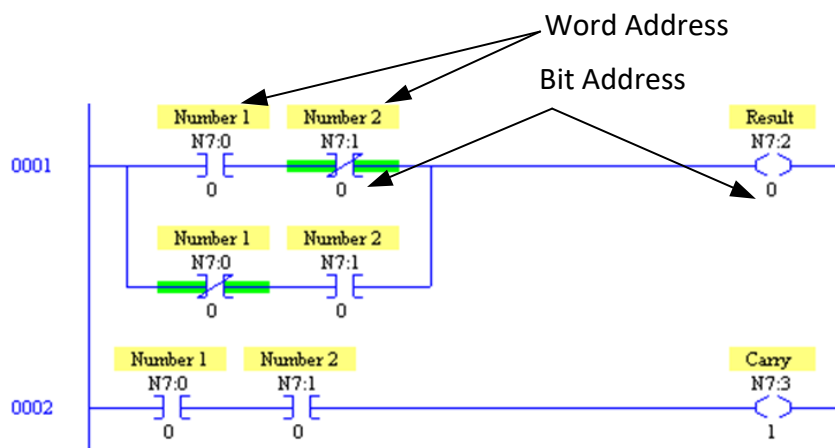 Word Address
Bit Address
Number 1 Number 2 Result
N7:0 N7:1 N7:2
0001
0 0 0
Number 1 Number 2
N7:0 N7:1
0 0
Number 1 Number 2 Carry
N7:0 N7:1 N7:3
0002
0 0 1